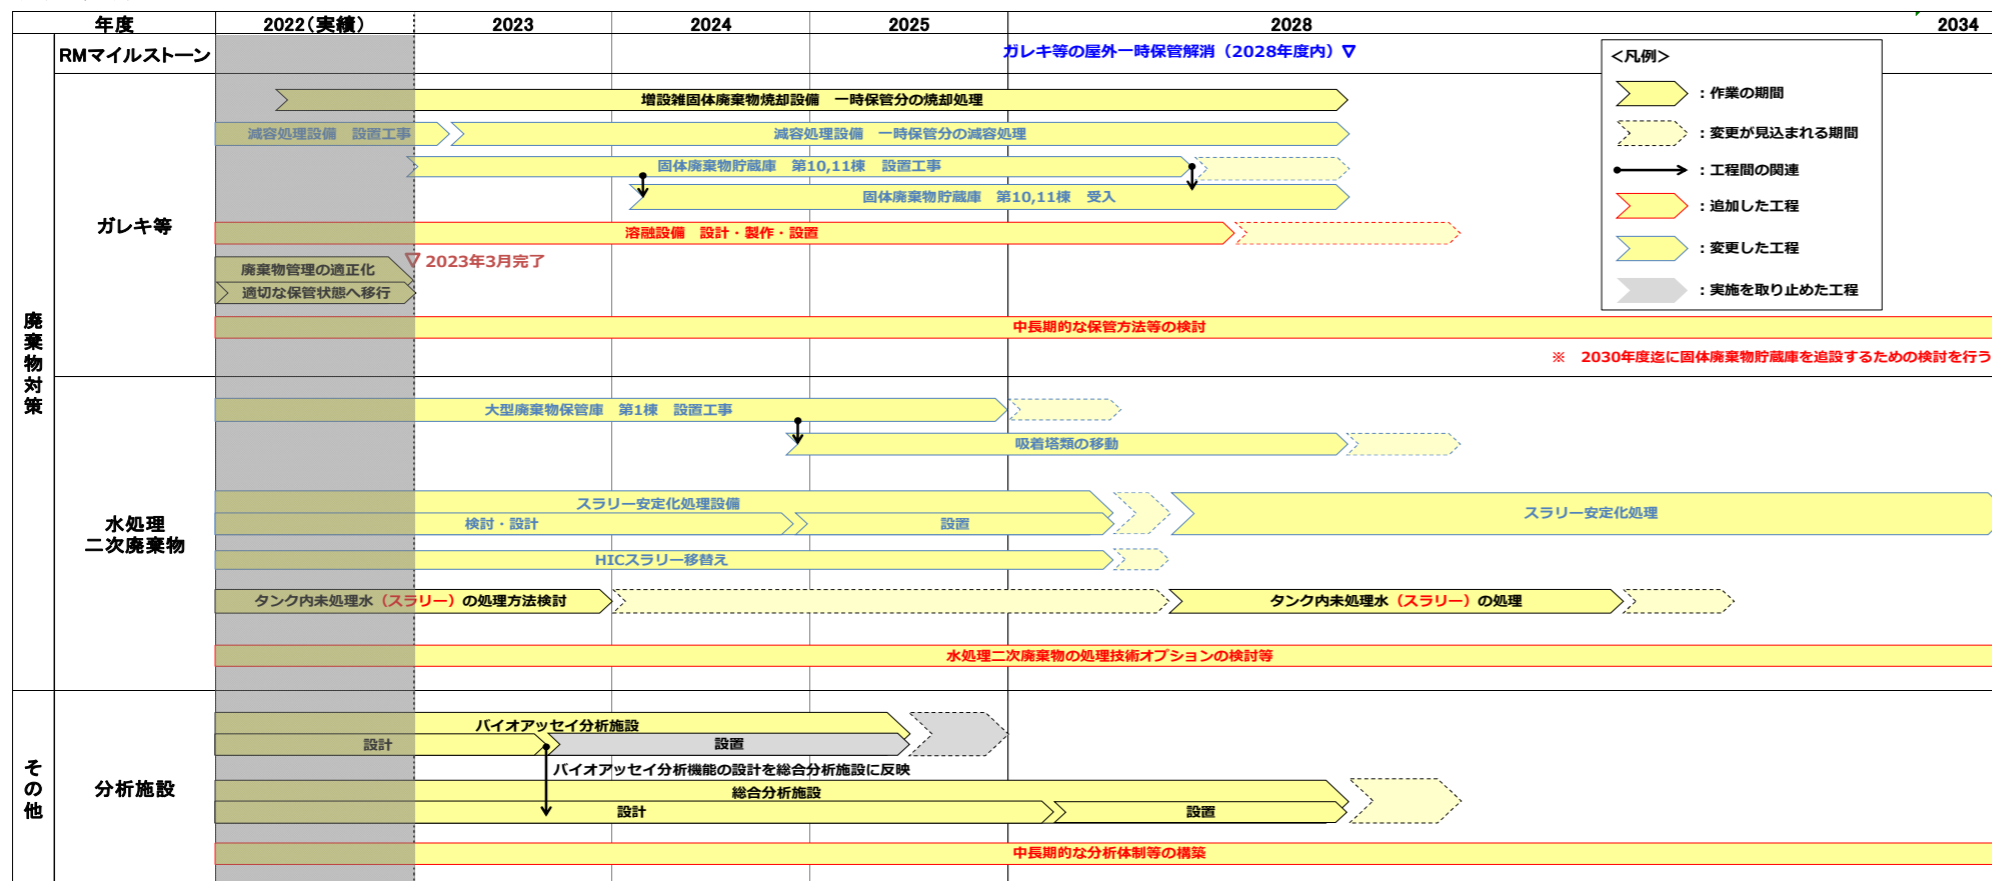 年度 2022(実績) 2023 2024 2025 2028 2034
RMマイルストーン
ガレキ等の屋外一時保管解消（2028年度内）▽
＜凡例＞
：作業の期間
：変更が見込まれる期間
：工程間の関連
：追加した工程
：変更した工程
：実施を取り止めた工程
廃棄物対策
ガレキ等
増設雑固体廃棄物焼却設備　一時保管分の焼却処理
減容処理設備　設置工事
減容処理設備　一時保管分の減容処理
固体廃棄物貯蔵庫　第10,11棟　設置工事
固体廃棄物貯蔵庫　第10,11棟　受入
溶融設備　設計・製作・設置
廃棄物管理の適正化
▽ 2023年3月完了
適切な保管状態へ移行
中長期的な保管方法等の検討
※　2030年度迄に固体廃棄物貯蔵庫を追設するための検討を行う
水処理
二次廃棄物
大型廃棄物保管庫　第1棟　設置工事
吸着塔類の移動
スラリー安定化処理設備
検討・設計
設置
スラリー安定化処理
HICスラリー移替え
タンク内未処理水（スラリー）の処理方法検討
タンク内未処理水（スラリー）の処理
水処理二次廃棄物の処理技術オプションの検討等
その他
分析施設
バイオアッセイ分析施設
設計
設置
バイオアッセイ分析機能の設計を総合分析施設に反映
総合分析施設
設計
設置
中長期的な分析体制等の構築